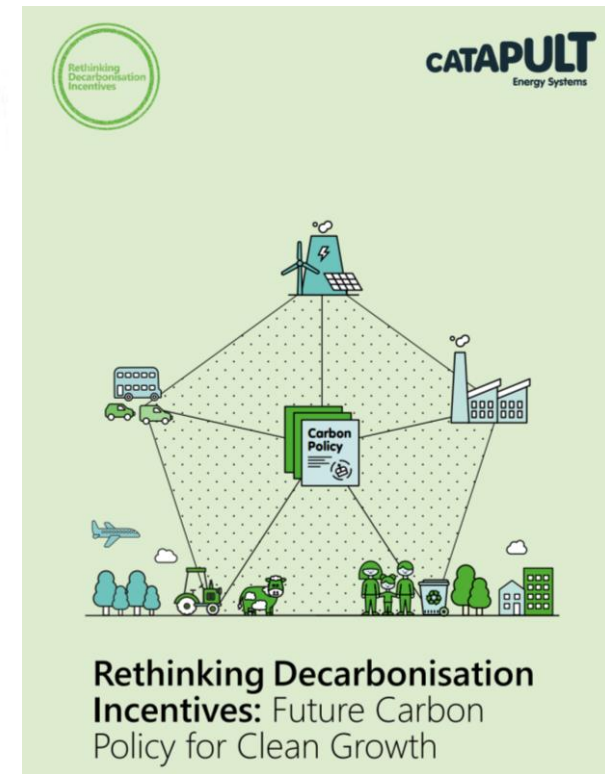 Rethinking
Decarbonisation
Incentives
CATAPULT
Energy Systems
Carbon
Policy
Rethinking Decarbonisation
Incentives: Future Carbon
Policy for Clean Growth